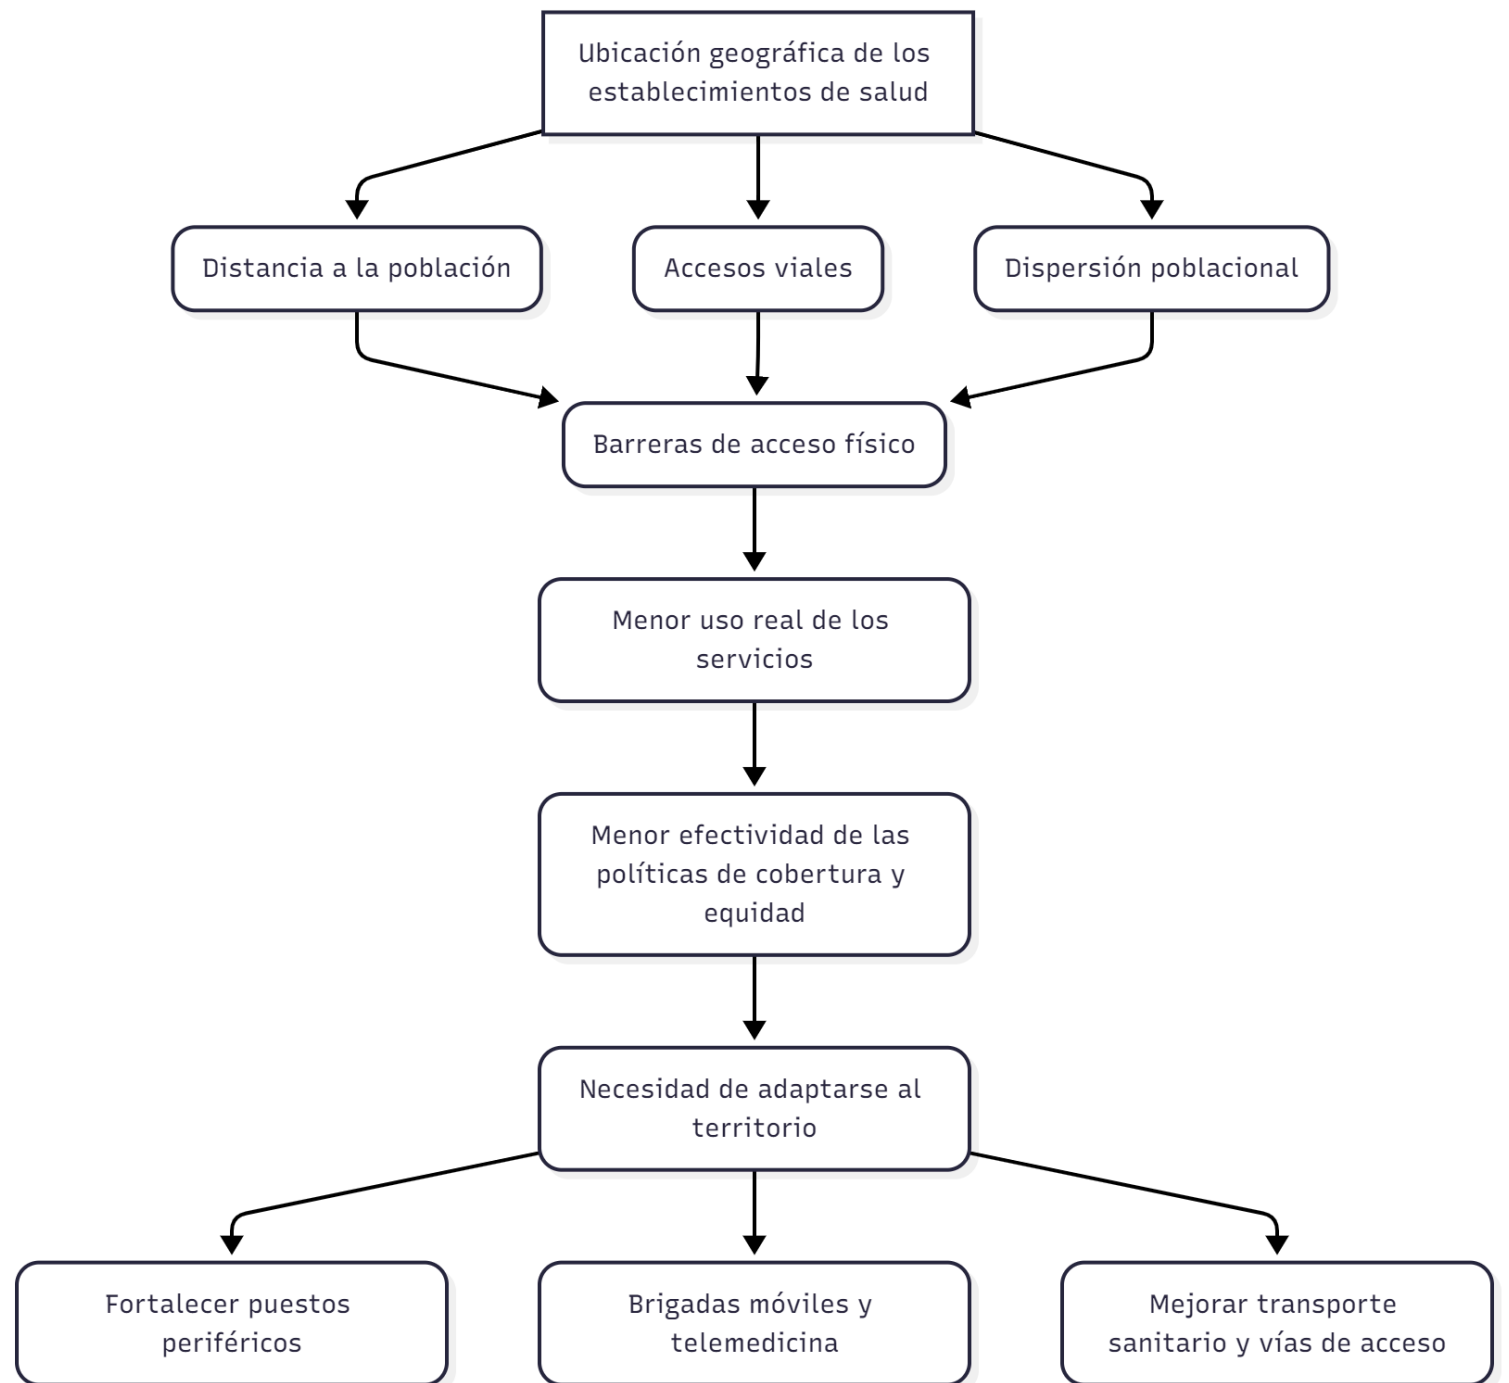 Ubicación geográfica de los
establecimientos de salud
Distancia a la población
Accesos viales
Dispersión poblacional
Barreras de acceso físico
Menor uso real de los
servicios
Menor efectividad de las
políticas de cobertura y
equidad
Necesidad de adaptarse al
territorio
Fortalecer puestos
periféricos
Brigadas móviles y
telemedicina
Mejorar transporte
sanitario y vías de acceso